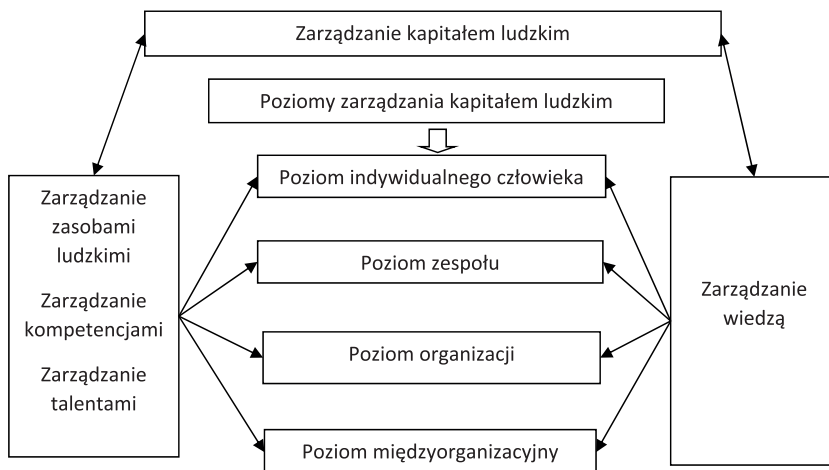 Zarządzanie kapitałem ludzkim
Poziomy zarządzania kapitałem ludzkim
Zarządzanie
zasobami
ludzkimi
Zarządzanie
kompetencjami
Zarządzanie
talentami
Poziom indywidualnego człowieka
Poziom zespołu
Poziom organizacji
Poziom międzyorganizacyjny
Zarządzanie
wiedzą